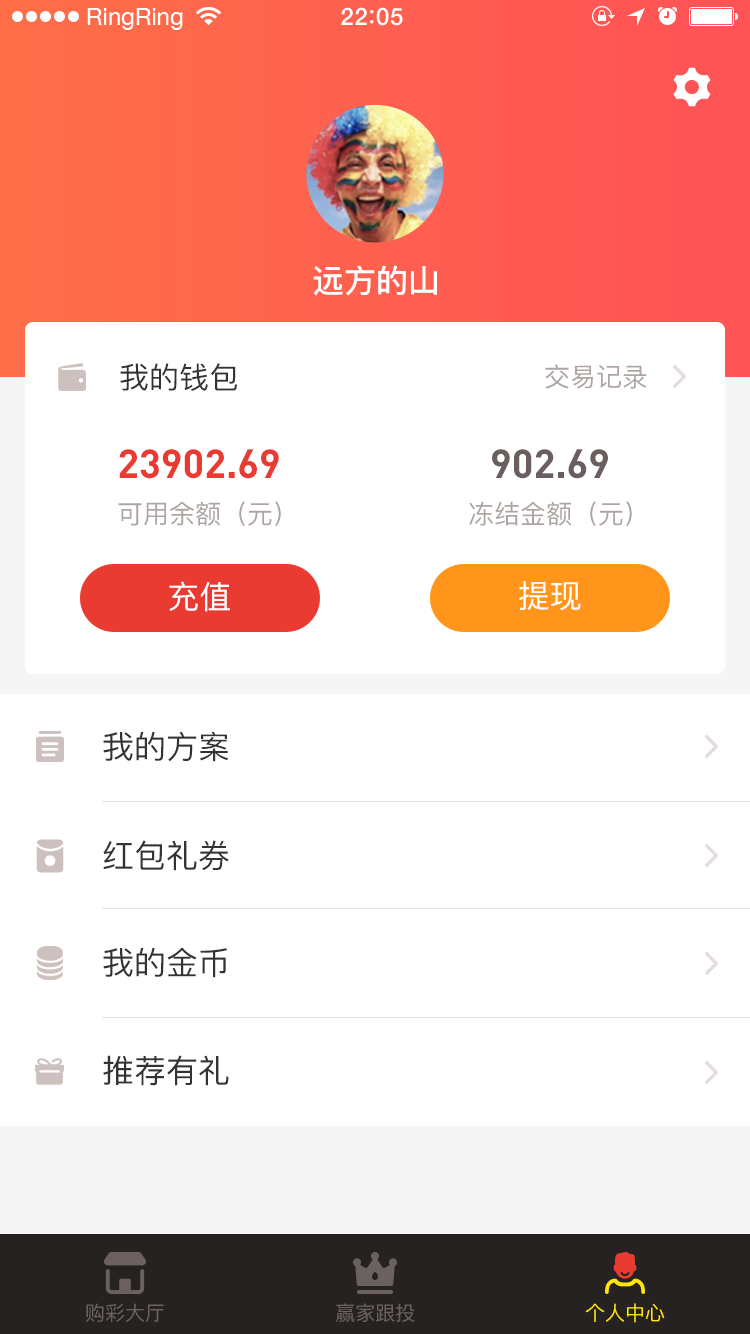 RingRing 22:05
远方的山
我的钱包 交易记录
23902.69 902.69
可用余额（元） 冻结金额（元）
充值 提现
我的方案
红包礼券
我的金币
推荐有礼
购彩大厅 赢家跟投 个人中心